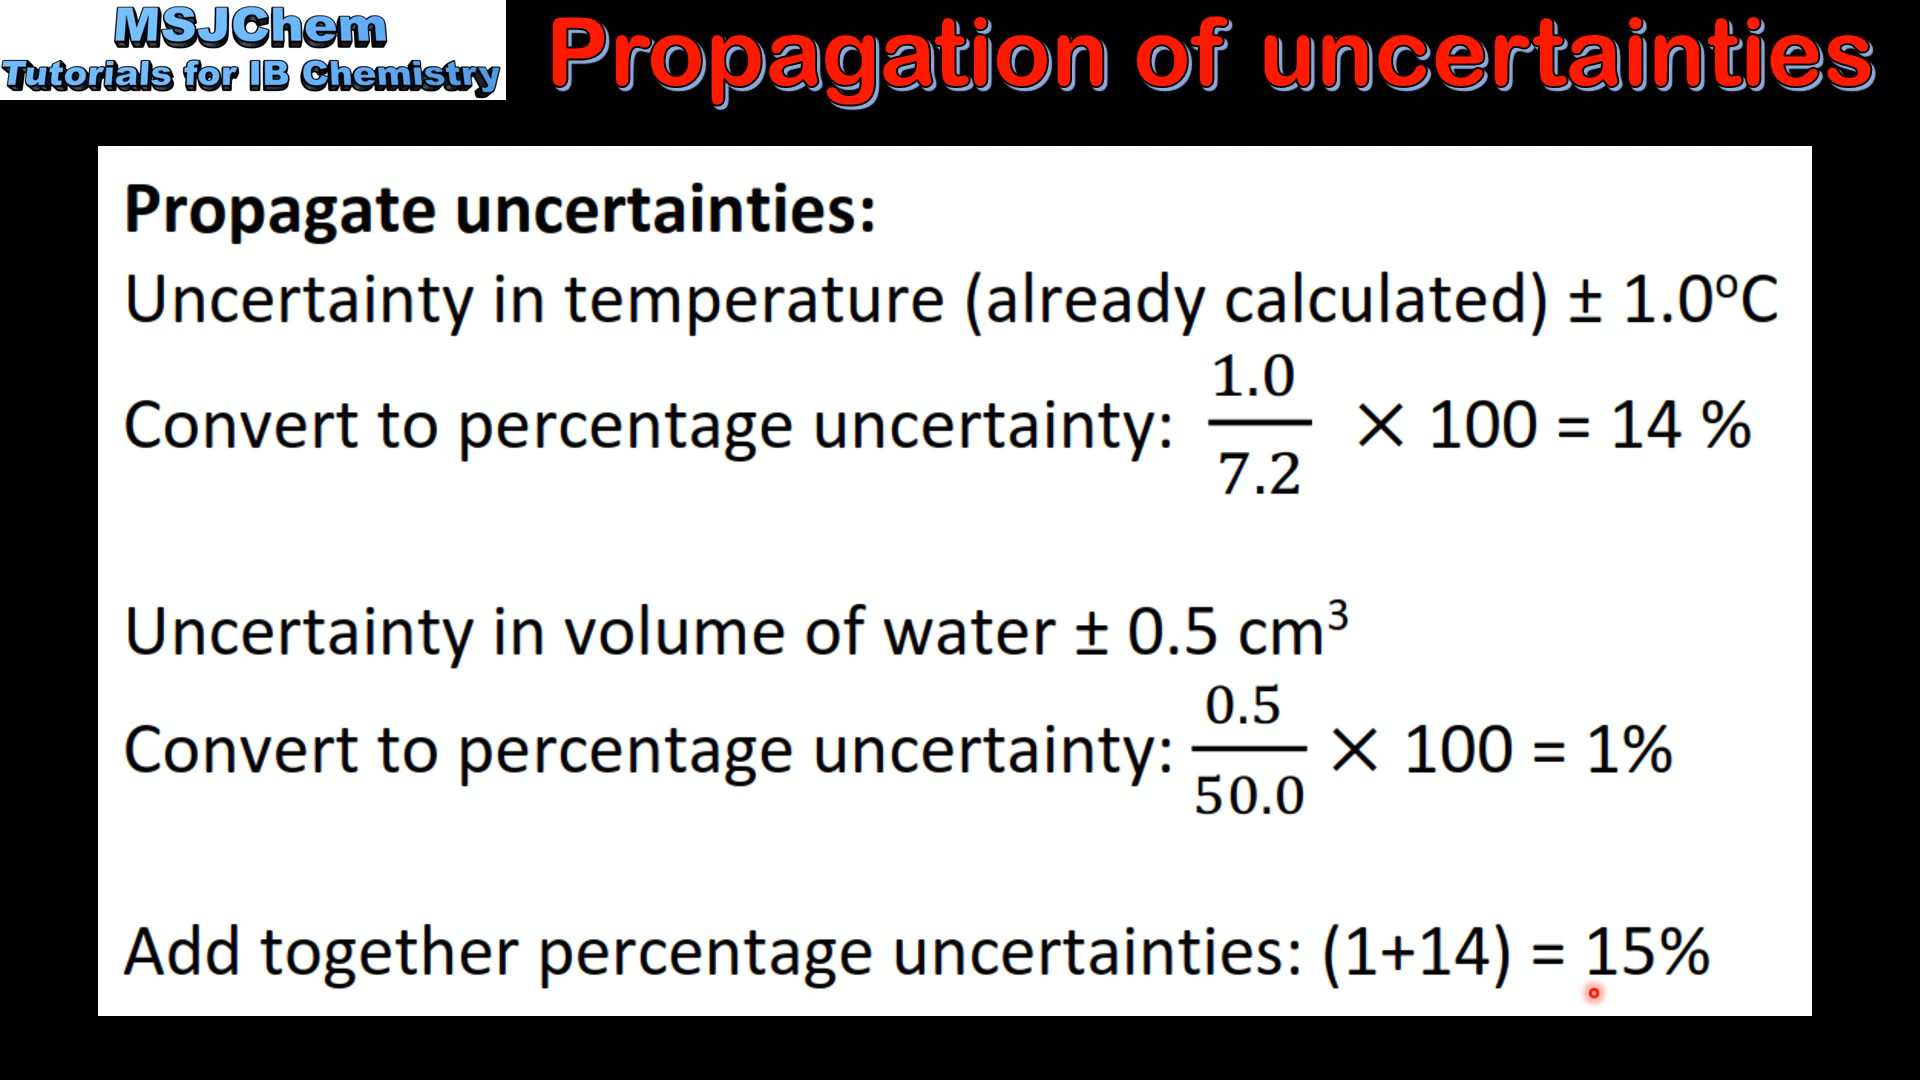 MSJChem
Tutorials for IB Chemistry
Propagation of uncertainties
Propagate uncertainties:
Uncertainty in temperature (already calculated) ± 1.0ºC
Convert to percentage uncertainty: 1.0/7.2 × 100 = 14 %
Uncertainty in volume of water ± 0.5 cm³
Convert to percentage uncertainty: 0.5/50.0 × 100 = 1%
Add together percentage uncertainties: (1+14) = 15%